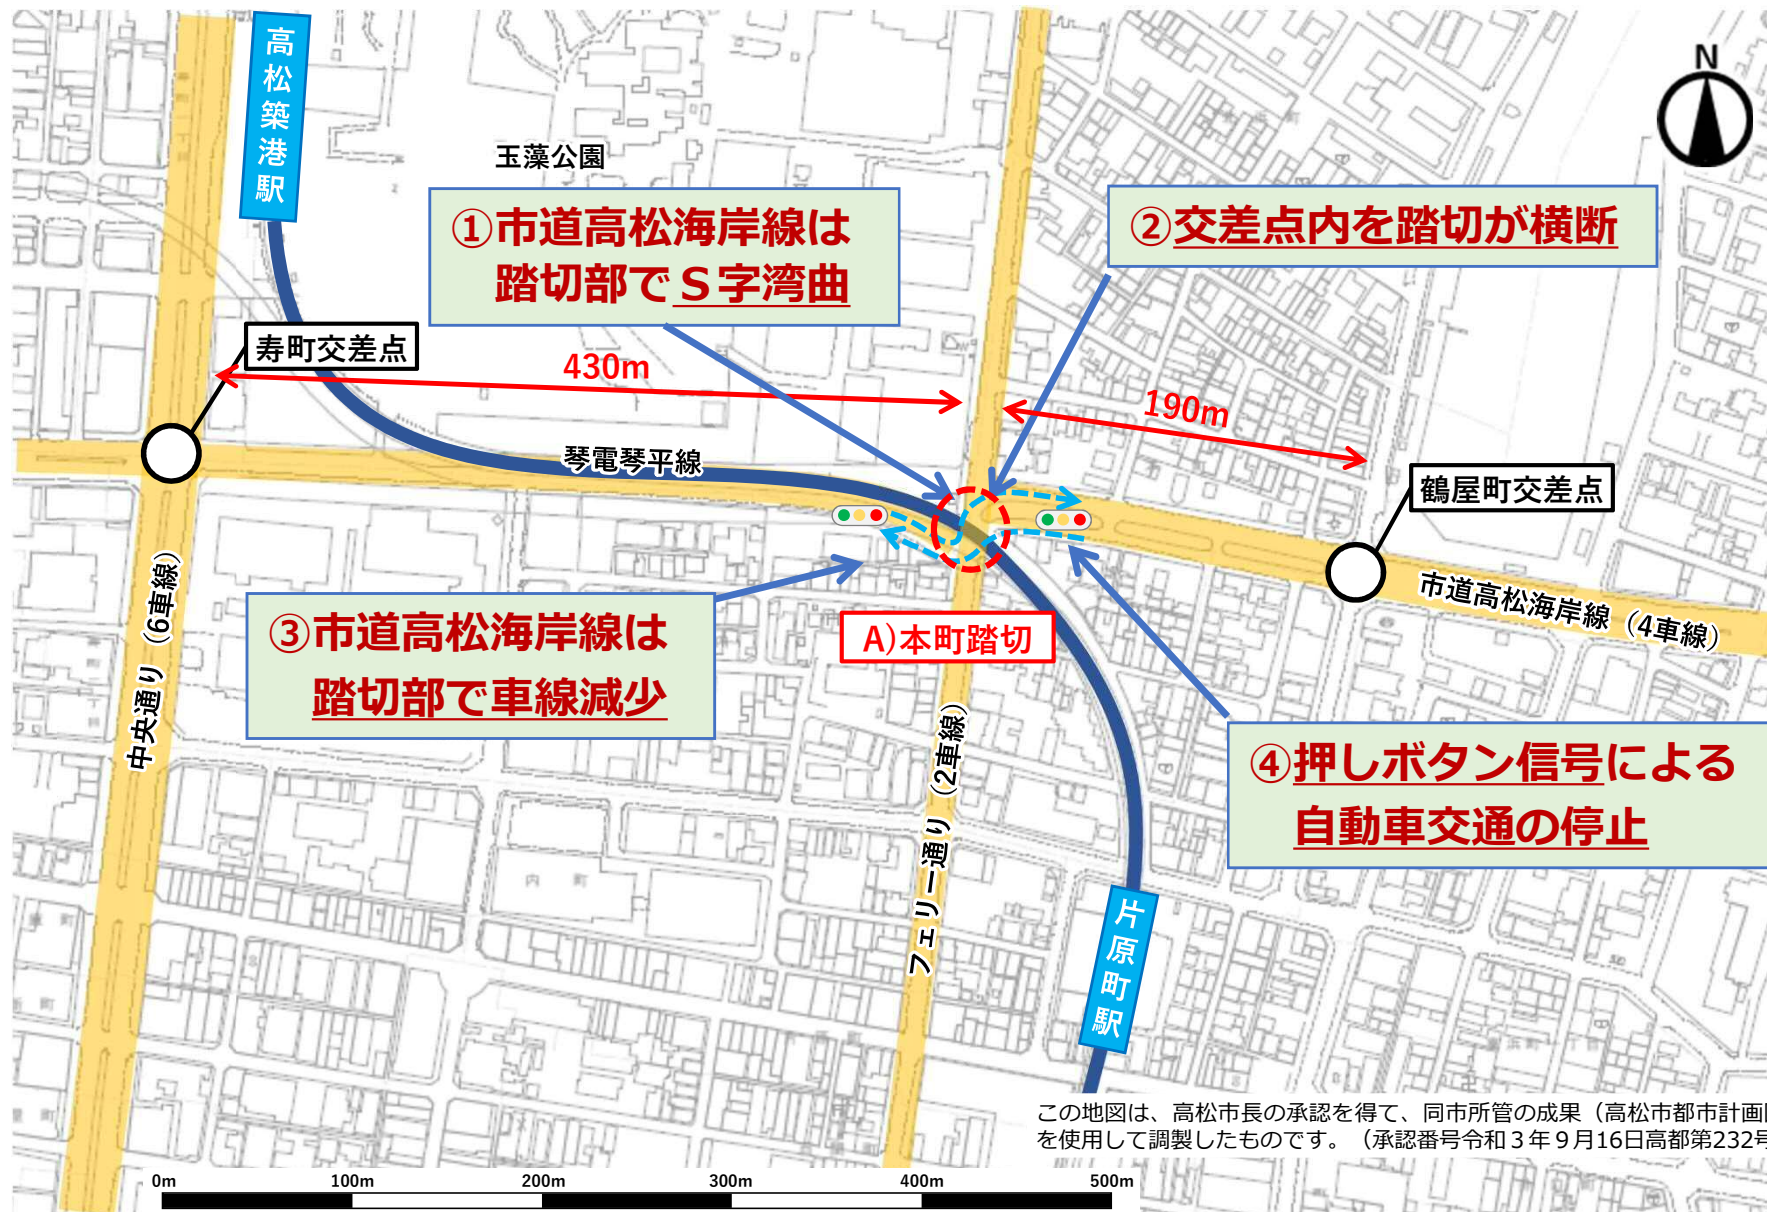 高松築港駅
玉藻公園
N
①市道高松海岸線は
踏切部でＳ字湾曲
②交差点内を踏切が横断
寿町交差点
430m
190m
琴電琴平線
鶴屋町交差点
市道高松海岸線（4車線）
③市道高松海岸線は
踏切部で車線減少
A)本町踏切
中央通り（6車線）
フェリー通り（2車線）
④押しボタン信号による
自動車交通の停止
内町
片原町駅
この地図は、高松市長の承認を得て、同市所管の成果（高松市都市計画
を使用して調製したものです。（承認番号令和３年９月16日高都第232号
0m 100m 200m 300m 400m 500m